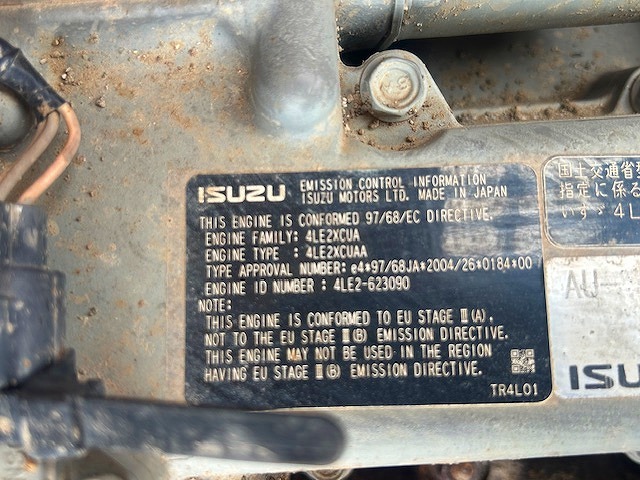 ISUZU EMISSION CONTROL INFORMATION
ISUZU MOTORS LTD. MADE IN JAPAN
THIS ENGINE IS CONFORMED 97/68/EC DIRECTIVE.
ENGINE FAMILY: 4LE2XCUA
ENGINE TYPE : 4LE2XCUAA
TYPE APPROVAL NUMBER: e4*97/68JA*2004/26*0184*00
ENGINE ID NUMBER : 4LE2-623090
NOTE:
THIS ENGINE IS CONFORMED TO EU STAGE Ⅲ(A).
NOT TO THE EU STAGE Ⅲ(B) EMISSION DIRECTIVE.
THIS ENGINE MAY NOT BE USED IN THE REGION
HAVING EU STAGE Ⅲ(B) EMISSION DIRECTIVE.
TR4L01
国土交通省
指定に係る
いすゞ 4L
AU-
ISU